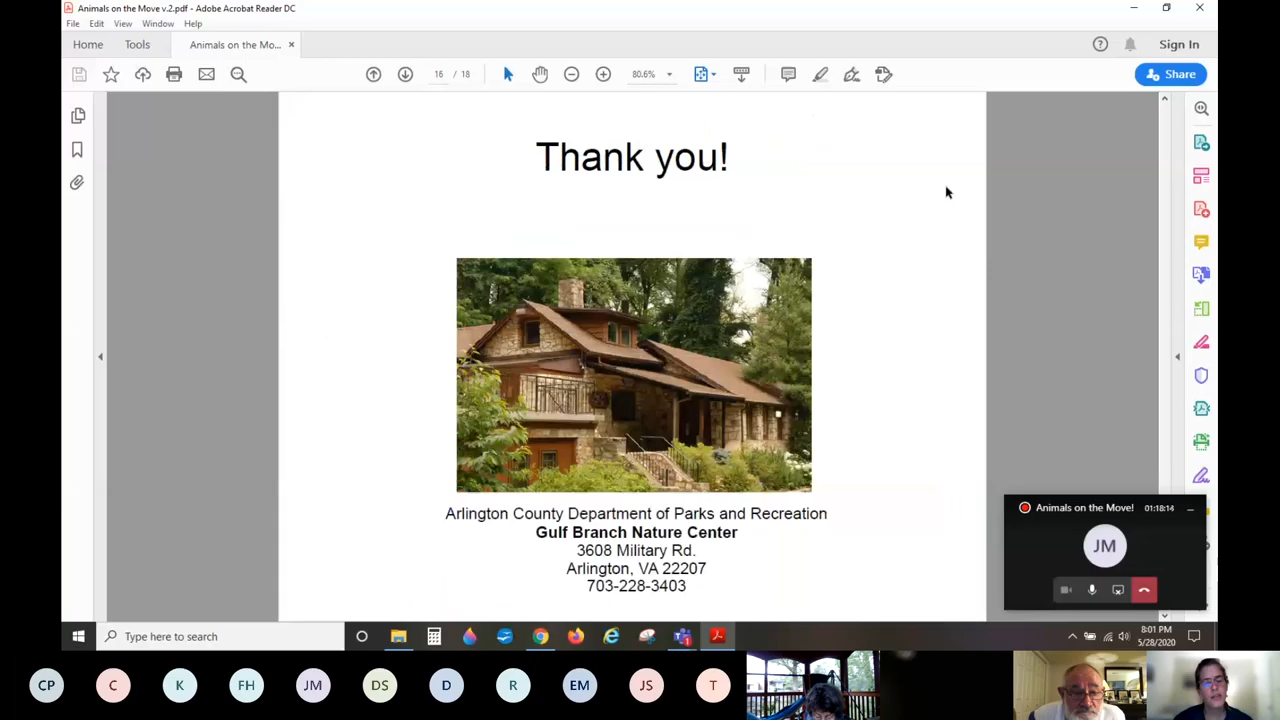 Animals on the Move v.2.pdf - Adobe Acrobat Reader DC
File Edit View Window Help
Home Tools Animals on the Mo... × Sign In
16 / 18 80.6% Share
Thank you!
Arlington County Department of Parks and Recreation
Gulf Branch Nature Center
3608 Military Rd.
Arlington, VA 22207
703-228-3403
Animals on the Move! 01:18:14
JM
Type here to search
8:01 PM
5/28/2020
CP C K FH JM DS D R EM JS T